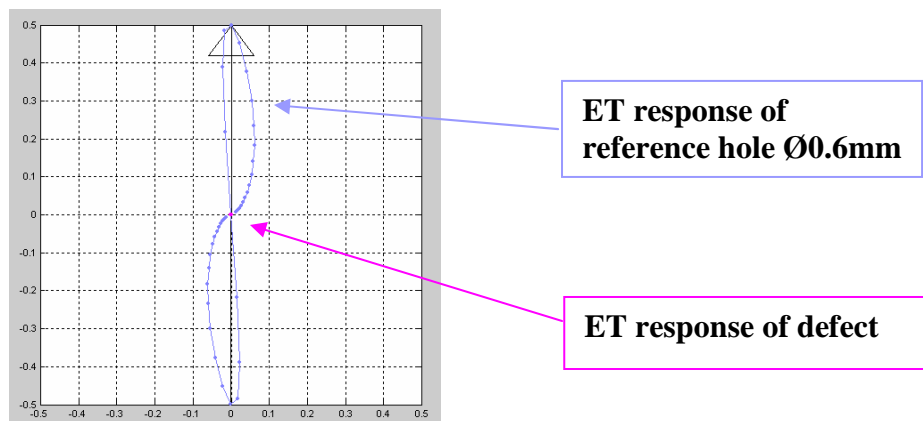 0.5
0.4
0.3
0.2
0.1
0
-0.1
-0.2
-0.3
-0.4
-0.5
-0.5 -0.4 -0.3 -0.2 -0.1 0 0.1 0.2 0.3 0.4 0.5
ET response of
reference hole Ø0.6mm
ET response of defect